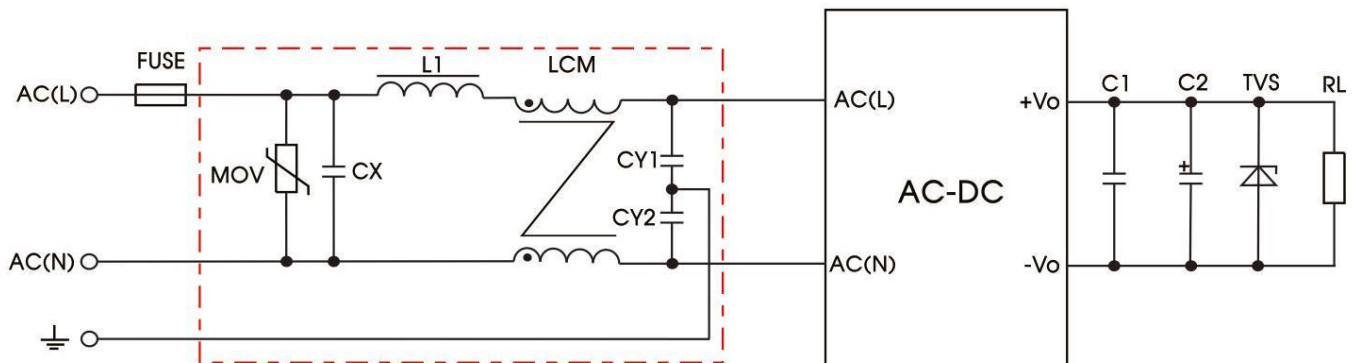 FUSE
L1
LCM
AC(L)
AC(L)
+Vo
C1
C2
TVS
RL
MOV
CX
CY1
CY2
+
AC-DC
AC(N)
AC(N)
-Vo